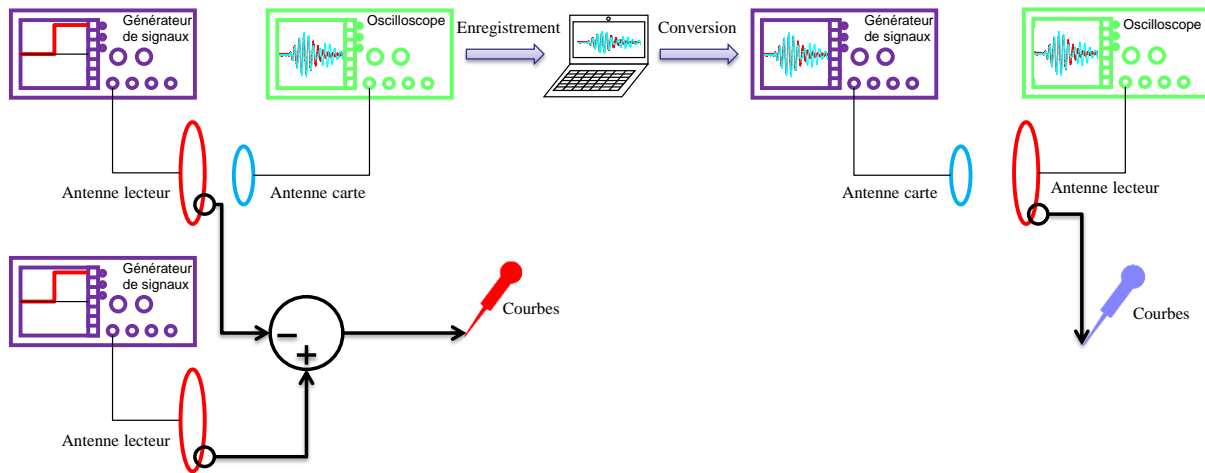 Générateur
de signaux
Oscilloscope
Enregistrement
Conversion
Générateur
de signaux
Oscilloscope
Antenne lecteur
Antenne carte
Antenne carte
Antenne lecteur
Générateur
de signaux
Courbes
Courbes
−
+
Antenne lecteur